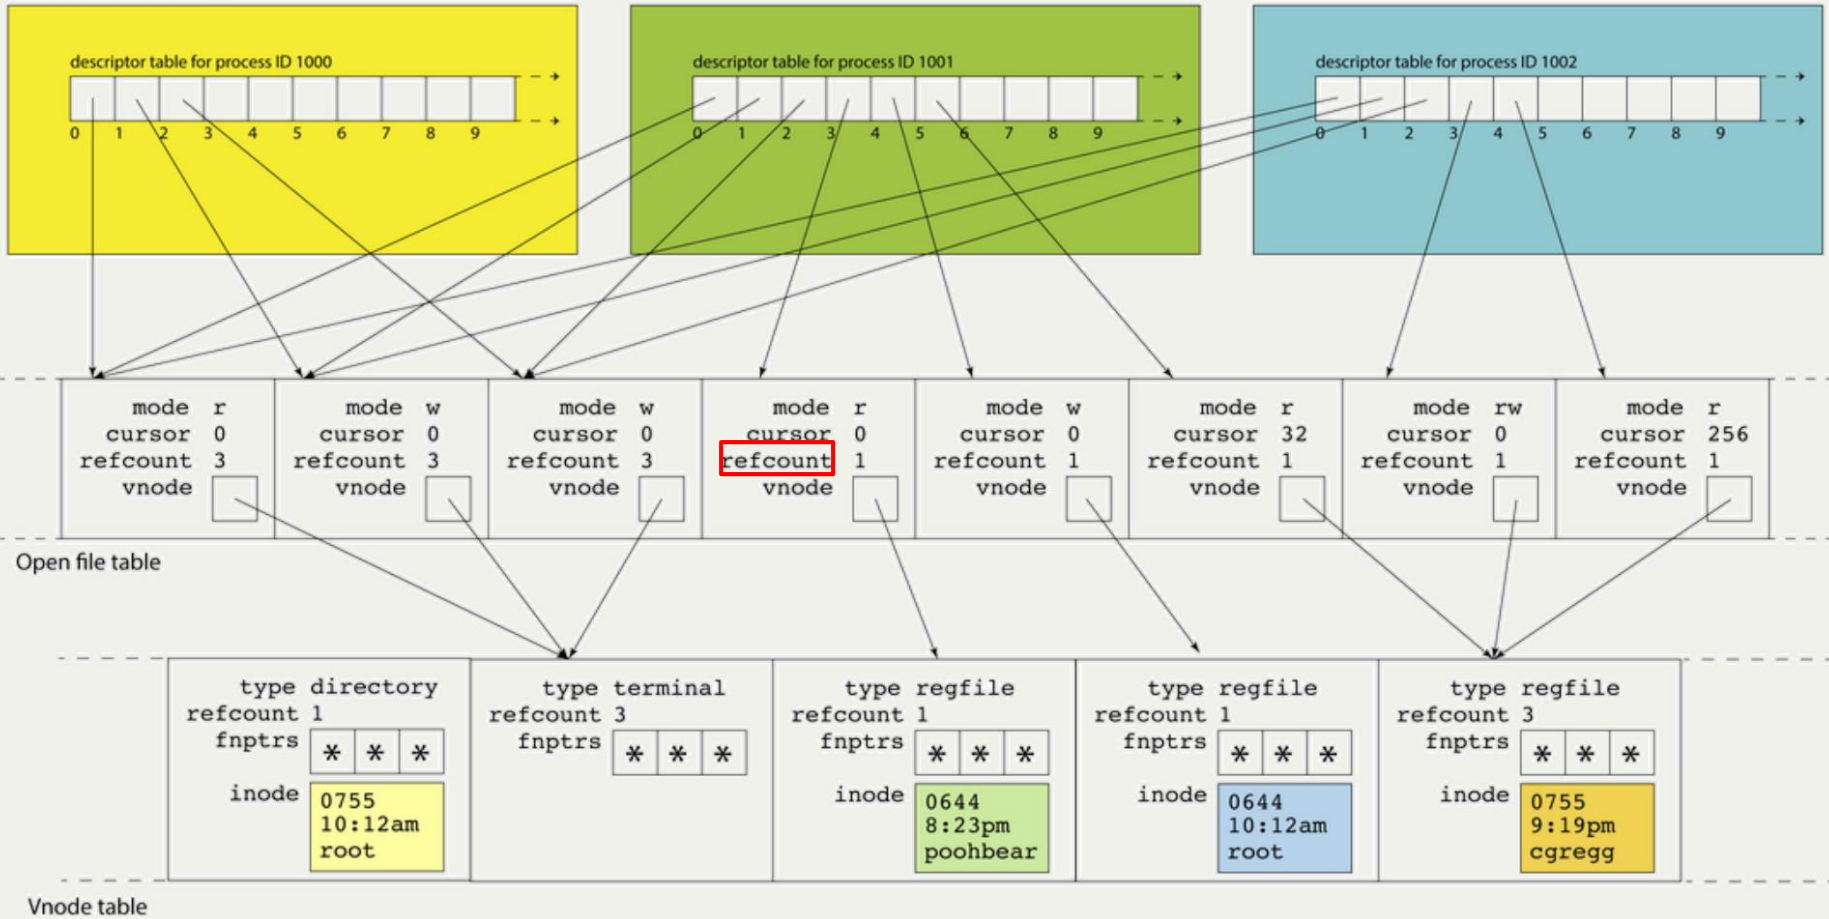 descriptor table for process ID 1000
0 1 2 3 4 5 6 7 8 9
descriptor table for process ID 1001
0 1 2 3 4 5 6 7 8 9
descriptor table for process ID 1002
0 1 2 3 4 5 6 7 8 9
mode r
cursor 0
refcount 3
vnode
mode w
cursor 0
refcount 3
vnode
mode w
cursor 0
refcount 3
vnode
mode r
cursor 0
refcount 1
vnode
mode w
cursor 0
refcount 1
vnode
mode r
cursor 32
refcount 1
vnode
mode rw
cursor 0
refcount 1
vnode
mode r
cursor 256
refcount 1
vnode
Open file table
type directory
refcount 1
fnptrs * * *
inode
0755
10:12am
root
type terminal
refcount 3
fnptrs * * *
type regfile
refcount 1
fnptrs * * *
inode
0644
8:23pm
poohbear
type regfile
refcount 1
fnptrs * * *
inode
0644
10:12am
root
type regfile
refcount 3
fnptrs * * *
inode
0755
9:19pm
cgregg
Vnode table